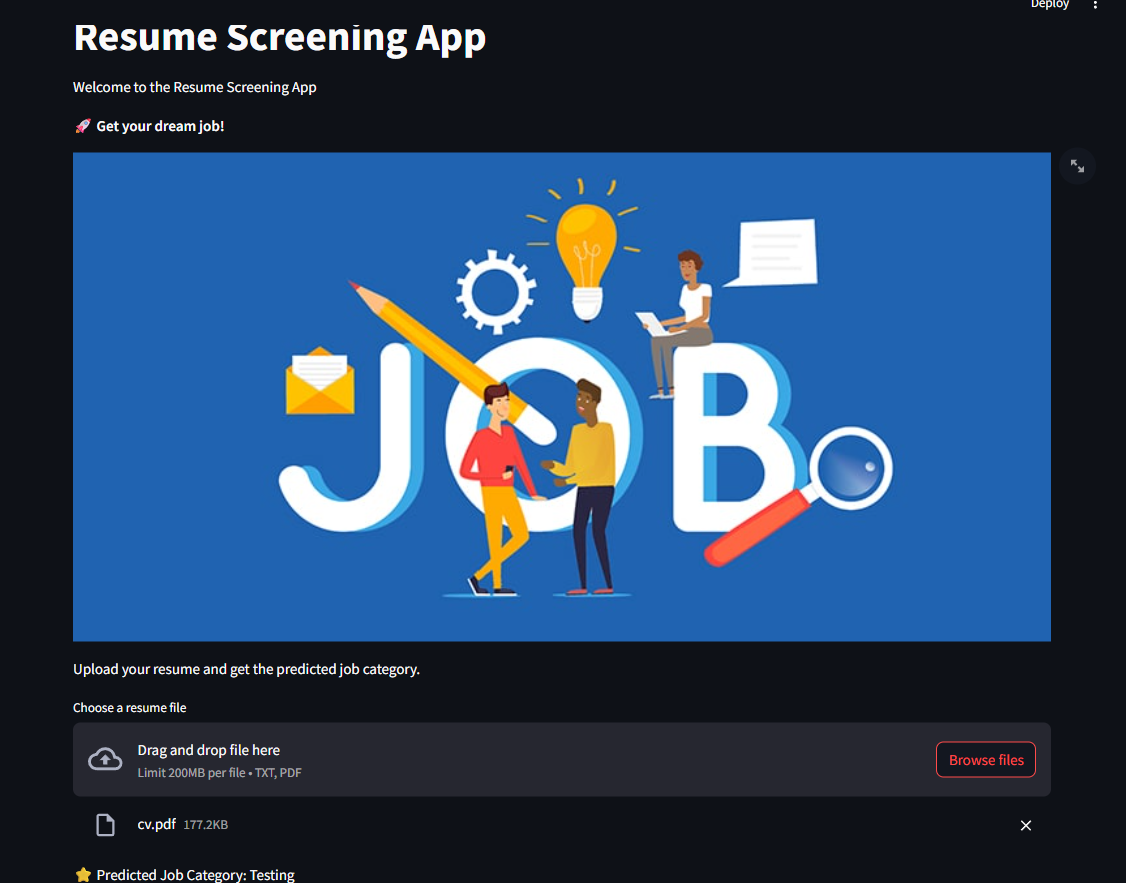 Deploy
Resume Screening App
Welcome to the Resume Screening App
🚀 Get your dream job!
JOB
Upload your resume and get the predicted job category.
Choose a resume file
Drag and drop file here
Limit 200MB per file • TXT, PDF
Browse files
cv.pdf 177.2KB
⭐ Predicted Job Category: Testing